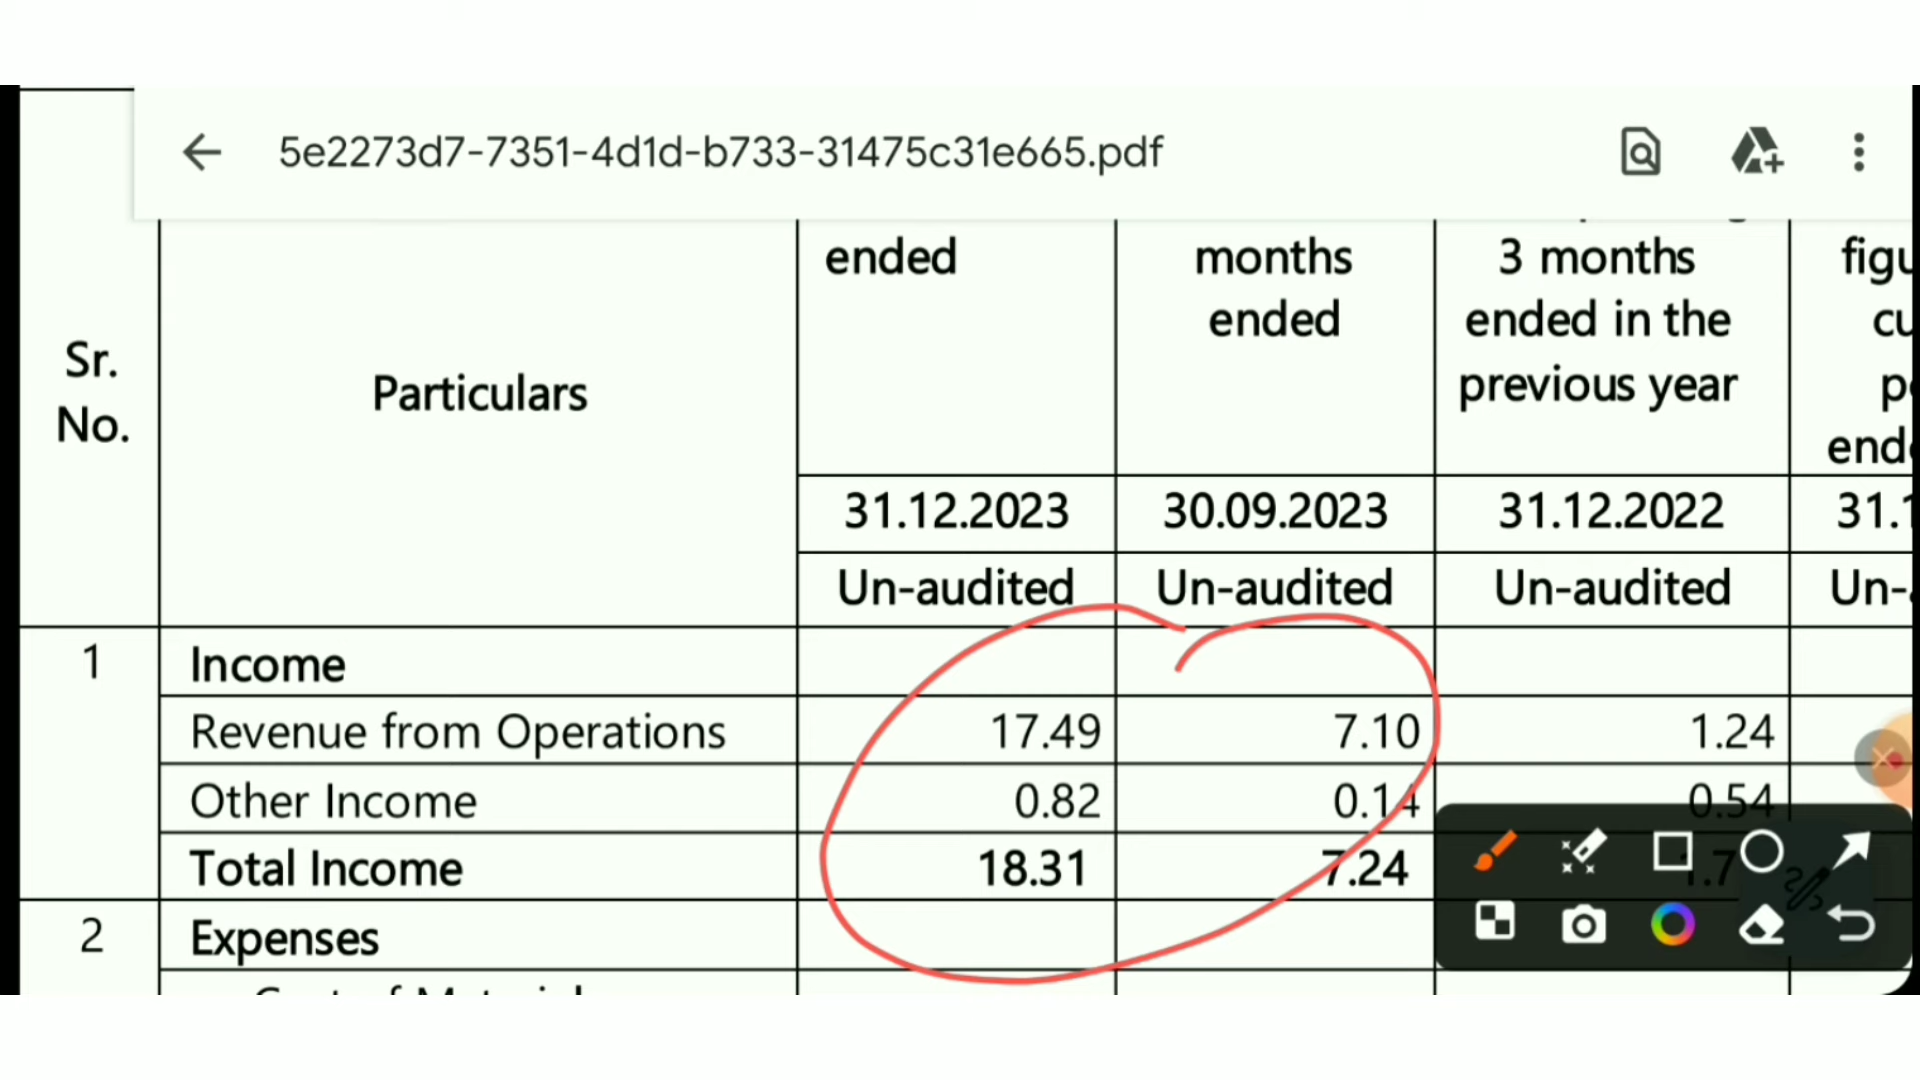 5e2273d7-7351-4d1d-b733-31475c31e665.pdf
Sr. No.
Particulars
ended
months ended
3 months ended in the previous year
31.12.2023 30.09.2023 31.12.2022
Un-audited Un-audited Un-audited
1 Income
Revenue from Operations 17.49 7.10 1.24
Other Income 0.82 0.14 0.54
Total Income 18.31 7.24
2 Expenses